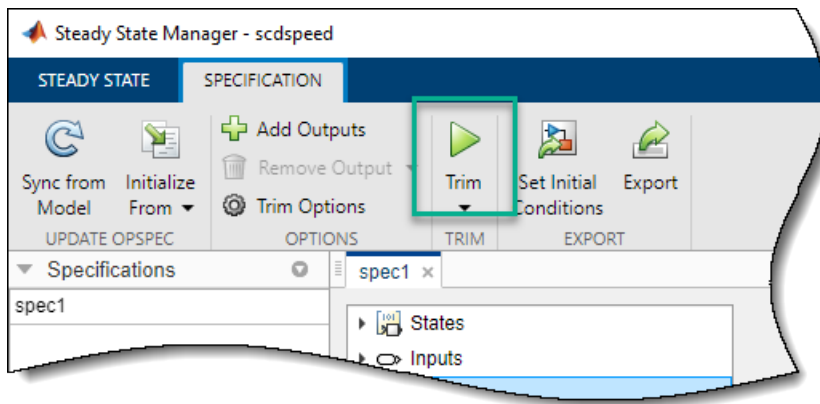 Steady State Manager - scdspeed
STEADY STATE
SPECIFICATION
Sync from
Model
Initialize
From
UPDATE OPSPEC
Add Outputs
Remove Output
Trim Options
OPTIONS
Trim
TRIM
Set Initial
Conditions
Export
EXPORT
Specifications
spec1
spec1 ×
States
Inputs